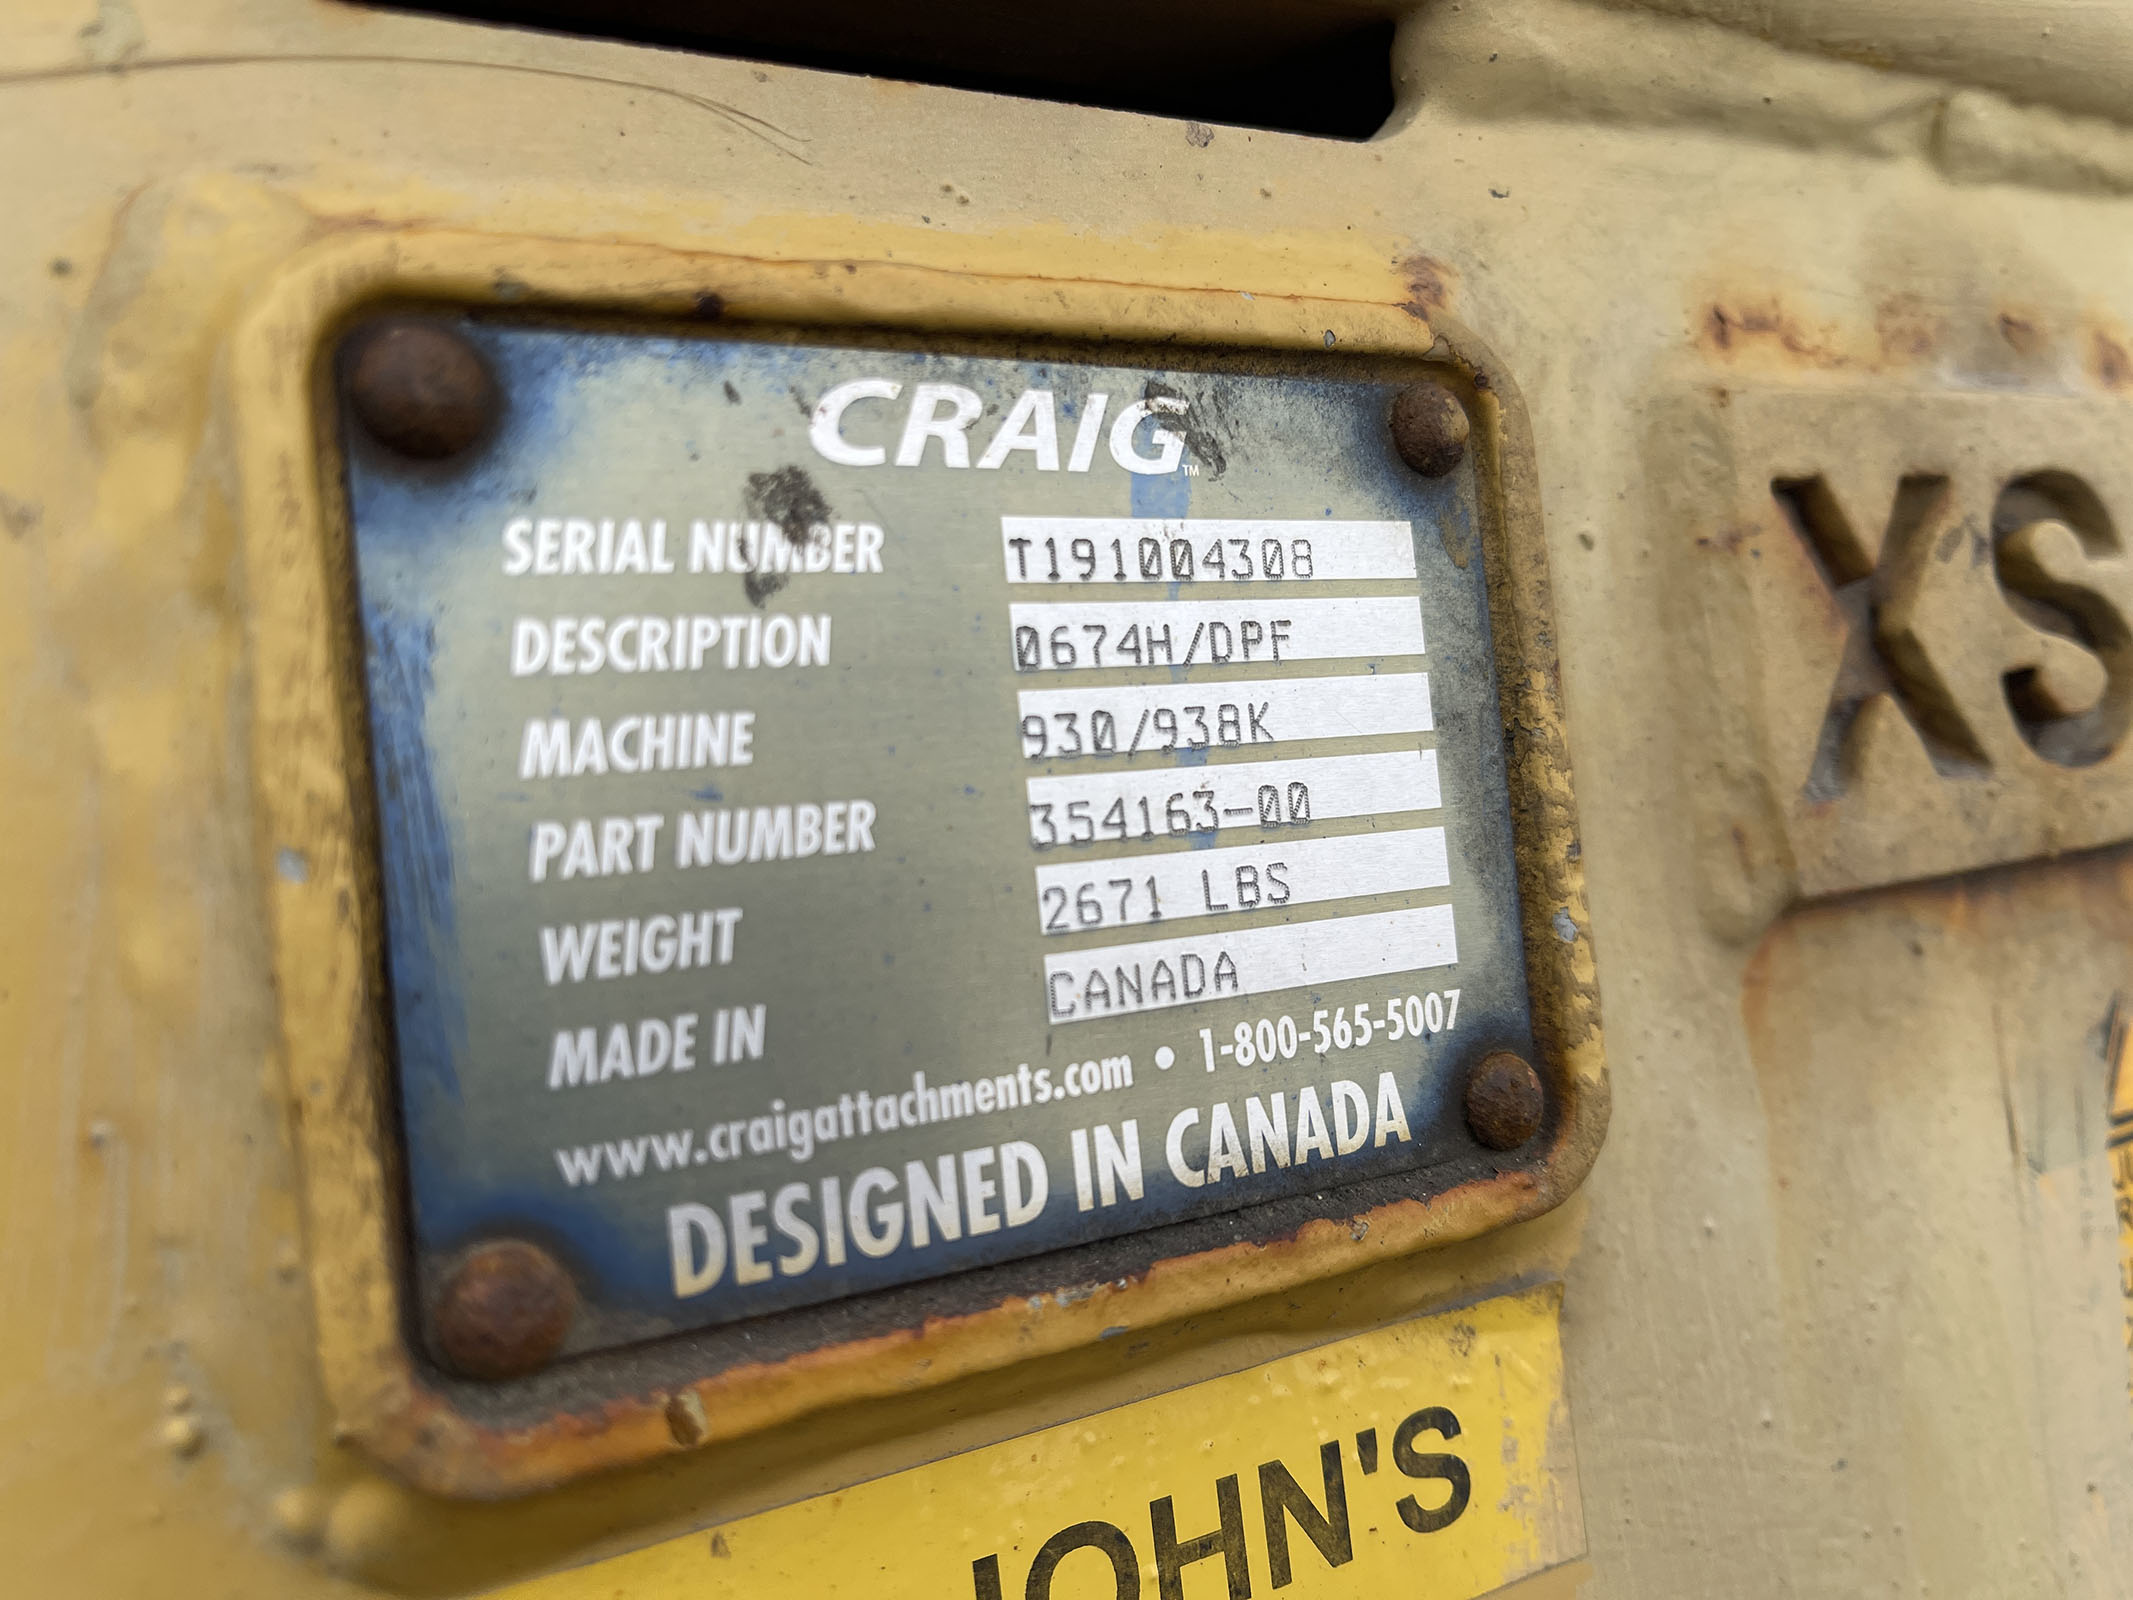 CRAIG™
SERIAL NUMBER T191004308
DESCRIPTION 0674H/DPF
MACHINE 930/938K
PART NUMBER 354163-00
WEIGHT 2671 LBS
MADE IN CANADA
www.craigattachments.com • 1-800-565-5007
DESIGNED IN CANADA
XS
JOHN'S